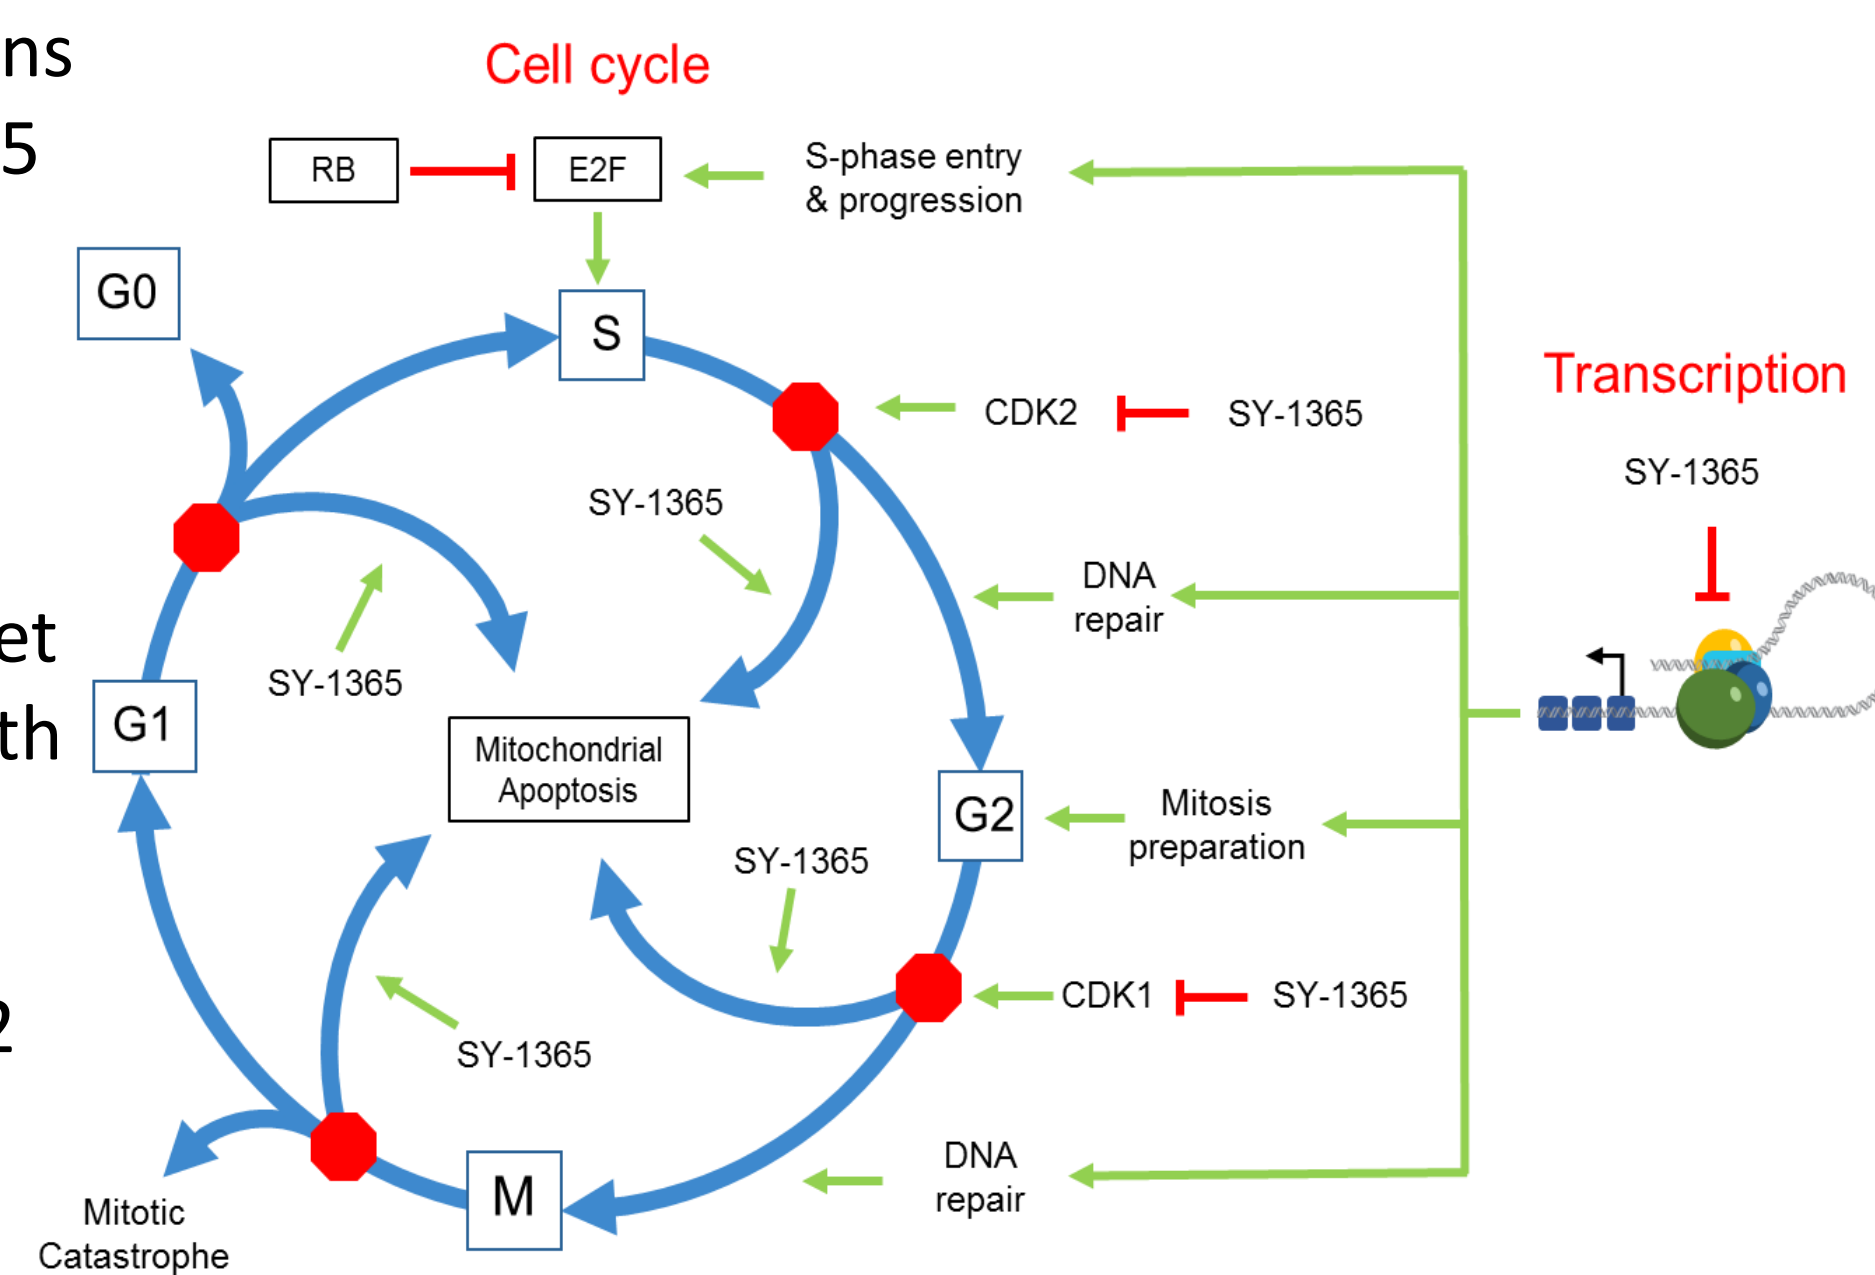 ns
5
et
th
2
Cell cycle
RB
E2F
S-phase entry
& progression
G0
S
Transcription
CDK2
SY-1365
SY-1365
SY-1365
DNA
repair
SY-1365
G1
Mitochondrial
Apoptosis
G2
Mitosis
preparation
SY-1365
CDK1
SY-1365
SY-1365
M
DNA
repair
Mitotic
Catastrophe